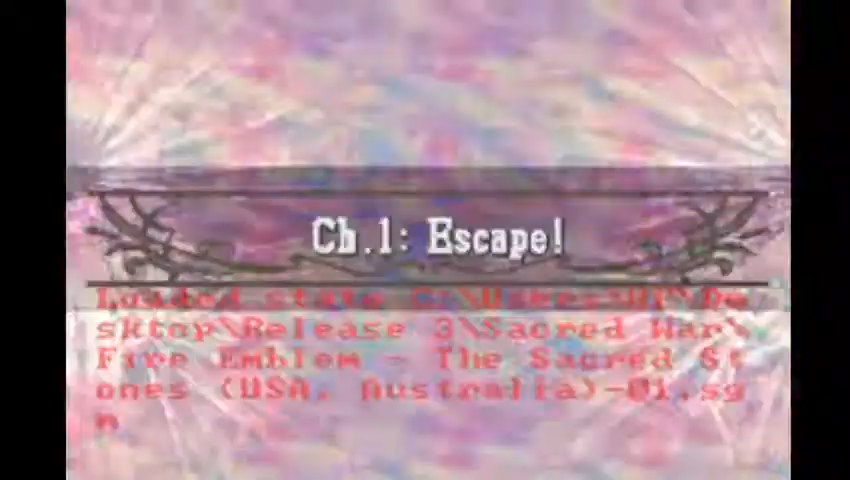 Ch.1: Escape!
Loaded state C:\Users\HP\De
sktop\Release 3\Sacred War\
Fire Emblem - The Sacred St
ones (USA, Australia)-01.sg
m